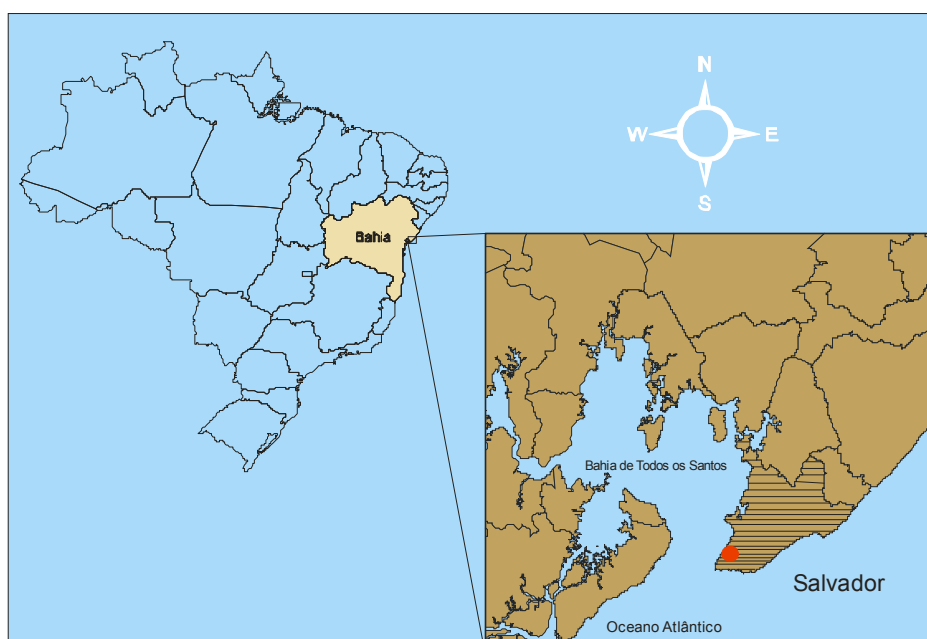 N
W
E
S
Bahia
Bahia de Todos os Santos
Salvador
Oceano Atlântico